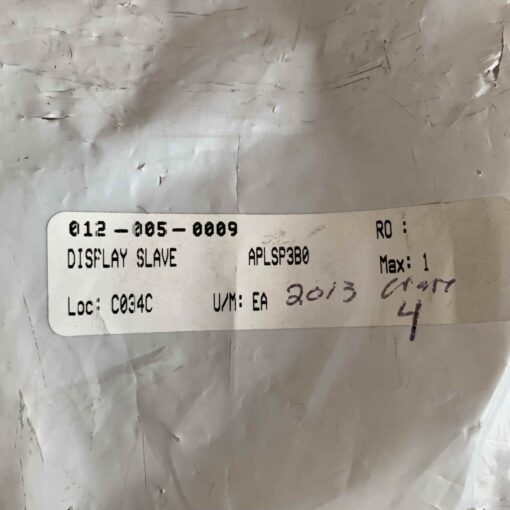 012-005-0009 RO :
DISPLAY SLAVE APLSP3B0 Max: 1
Loc: C034C U/M: EA 2013
4